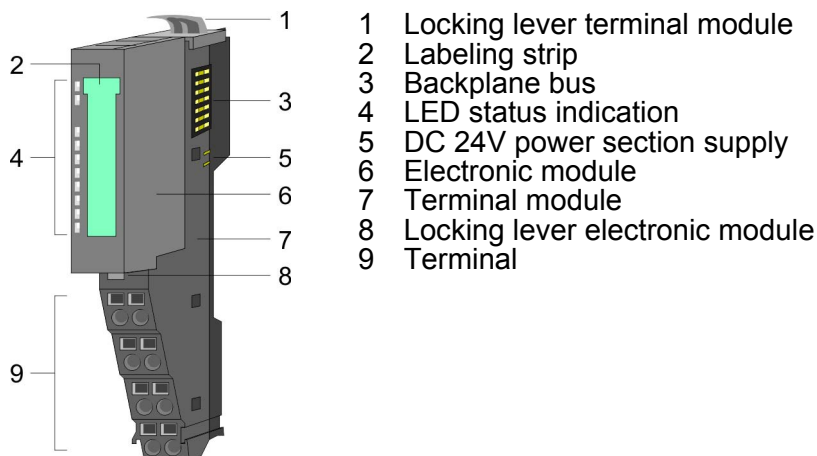 1
2
3
4
5
6
7
8
9
1 Locking lever terminal module
2 Labeling strip
3 Backplane bus
4 LED status indication
5 DC 24V power section supply
6 Electronic module
7 Terminal module
8 Locking lever electronic module
9 Terminal